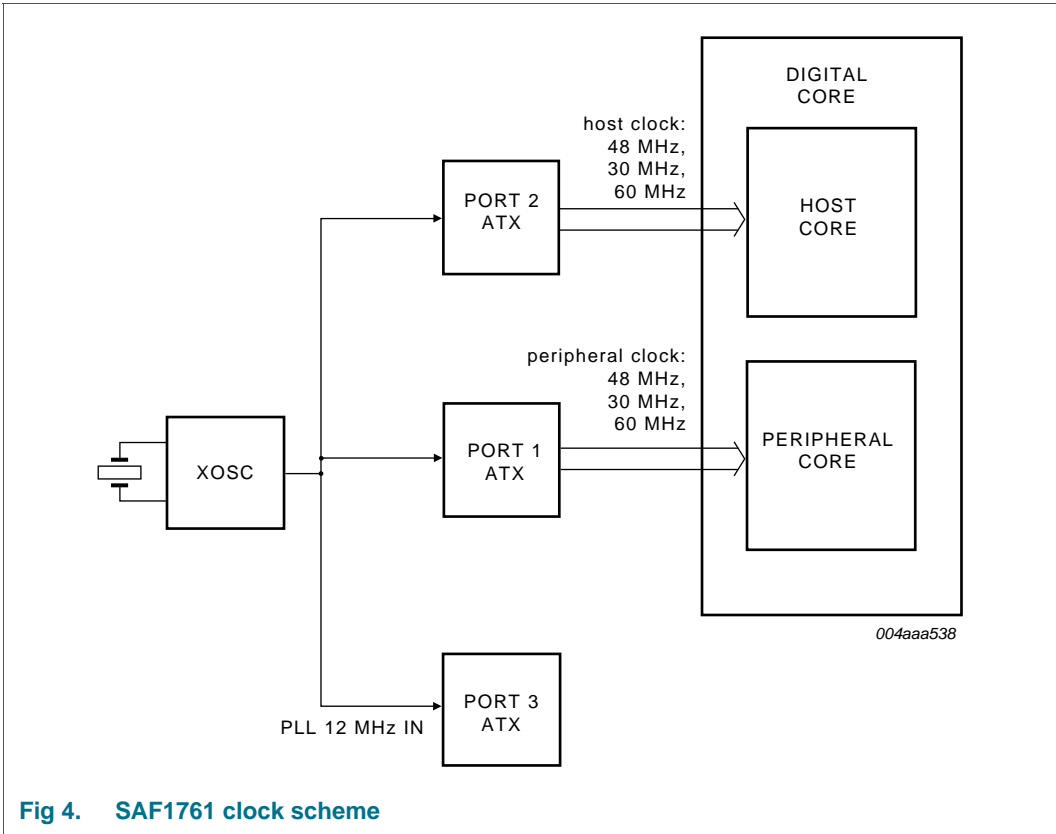 DIGITAL
CORE
host clock:
48 MHz,
30 MHz,
60 MHz
PORT 2
ATX
HOST
CORE
peripheral clock:
48 MHz,
30 MHz,
60 MHz
XOSC
PORT 1
ATX
PERIPHERAL
CORE
004aaa538
PORT 3
ATX
PLL 12 MHz IN
Fig 4. SAF1761 clock scheme